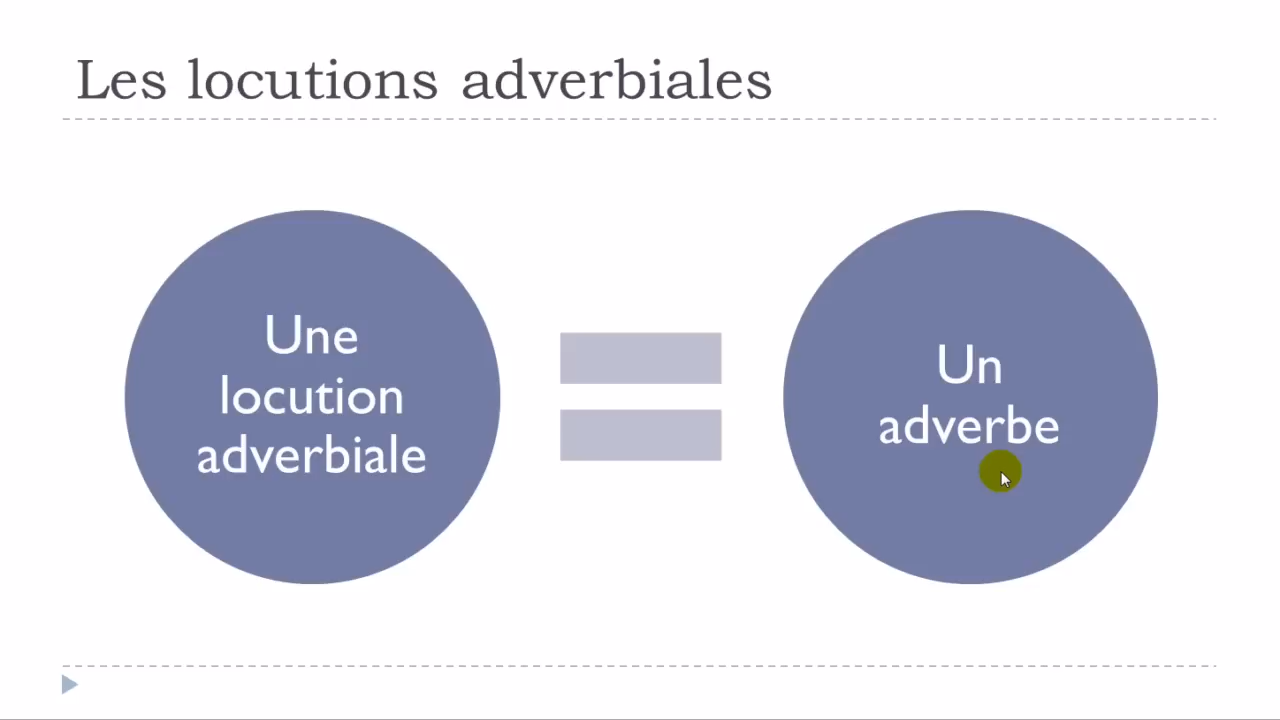 Les locutions adverbiales
Une
locution
adverbiale
Un
adverbe